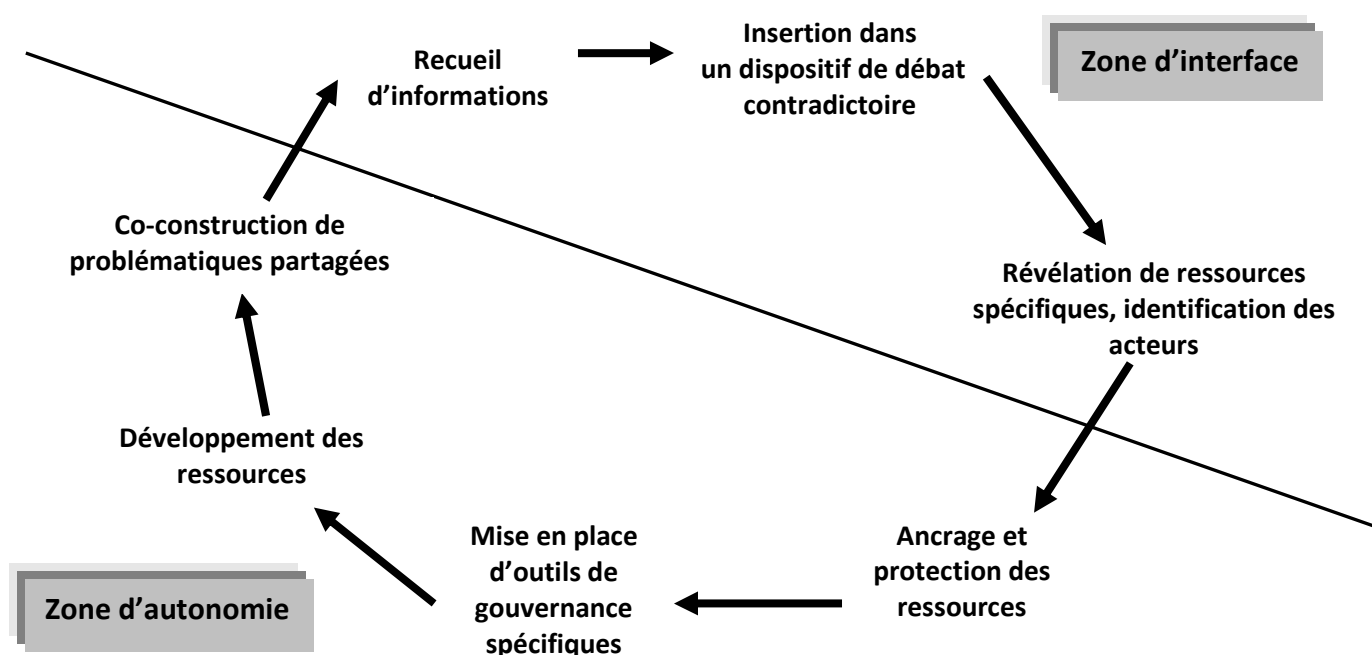 Recueil
d’informations
Insertion dans
un dispositif de débat
contradictoire
Zone d’interface
Révélation de ressources
spécifiques, identification des
acteurs
Ancrage et
protection des
ressources
Mise en place
d’outils de
gouvernance
spécifiques
Développement des
ressources
Co-construction de
problématiques partagées
Zone d’autonomie